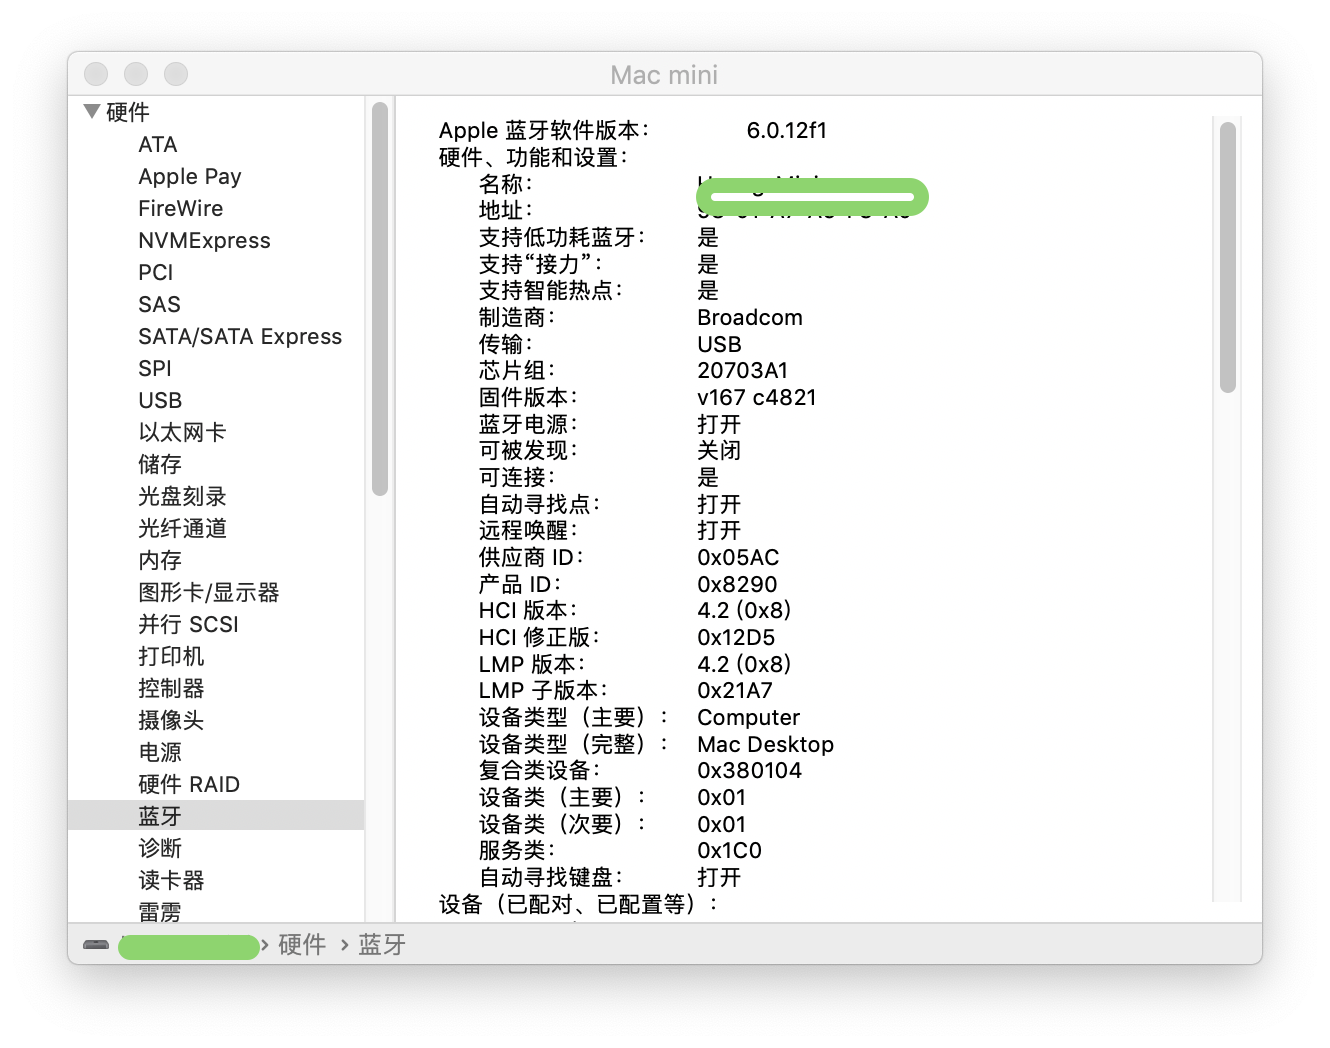 Mac mini
硬件
ATA
Apple Pay
FireWire
NVMExpress
PCI
SAS
SATA/SATA Express
SPI
USB
以太网卡
储存
光盘刻录
光纤通道
内存
图形卡/显示器
并行 SCSI
打印机
控制器
摄像头
电源
硬件 RAID
蓝牙
诊断
读卡器
雷雳
Apple 蓝牙软件版本： 6.0.12f1
硬件、功能和设置：
名称：
地址：
支持低功耗蓝牙： 是
支持“接力”： 是
支持智能热点： 是
制造商： Broadcom
传输： USB
芯片组： 20703A1
固件版本： v167 c4821
蓝牙电源： 打开
可被发现： 关闭
可连接： 是
自动寻找点： 打开
远程唤醒： 打开
供应商 ID： 0x05AC
产品 ID： 0x8290
HCI 版本： 4.2 (0x8)
HCI 修正版： 0x12D5
LMP 版本： 4.2 (0x8)
LMP 子版本： 0x21A7
设备类型（主要）： Computer
设备类型（完整）： Mac Desktop
复合类设备： 0x380104
设备类（主要）： 0x01
设备类（次要）： 0x01
服务类： 0x1C0
自动寻找键盘： 打开
设备（已配对、已配置等）：
› 硬件 › 蓝牙